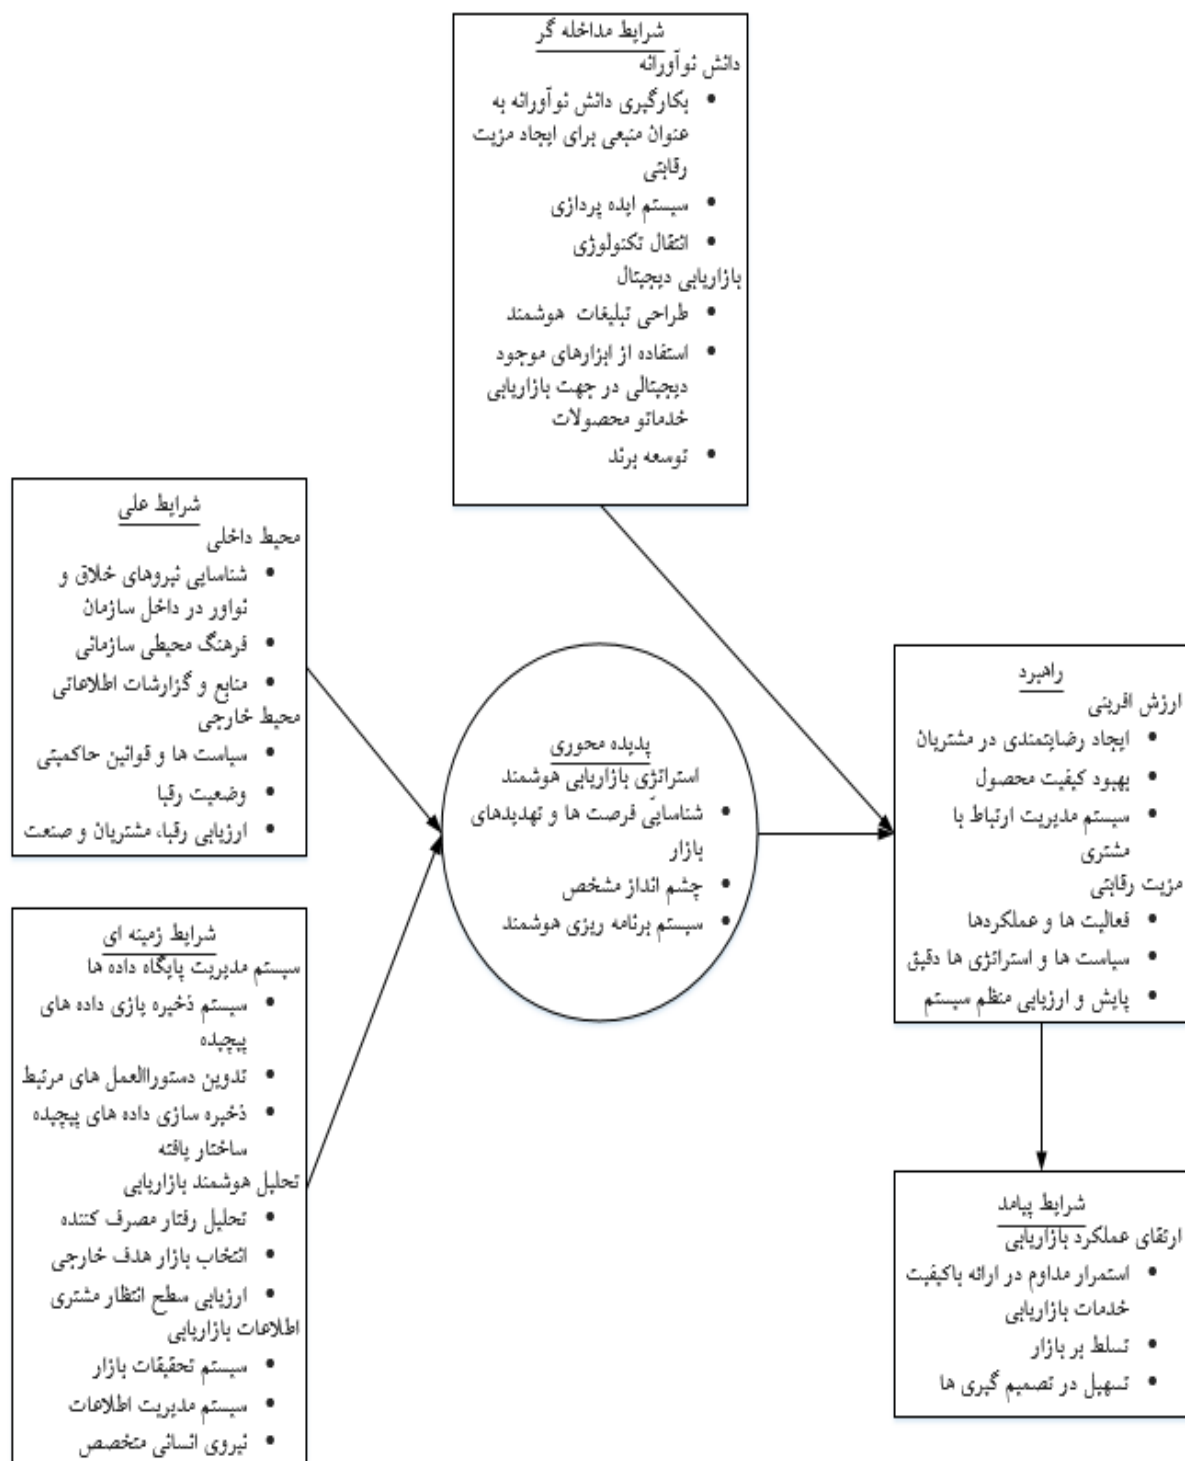 شرایط مداخله گر
دانش نوآورانه
• بکارگیری دانش نوآورانه به
عنوان منبعی برای ایجاد مزیت
رقابتی
• سیستم ایده پردازی
• انتقال تکنولوژی
بازاریابی دیجیتال
• طراحی تبلیغات هوشمند
• استفاده از ابزارهای موجود
دیجیتالی در جهت بازاریابی
خدماتو محصولات
• توسعه برند
شرایط علی
محیط داخلی
• شناسایی نیروهای خلاق و
نواور در داخل سازمان
• فرهنگ محیطی سازمانی
• منابع و گزارشات اطلاعاتی
محیط خارجی
• سیاست ها و قوانین حاکمیتی
• وضعیت رقبا
• ارزیابی رقبا، مشتریان و صنعت
شرایط زمینه ای
سیستم مدیریت پایگاه داده ها
• سیستم ذخیره یازی داده های
پیچیده
• تدوین دستوراالعمل های مرتبط
• ذخیره سازی داده های پیچیده
ساختار یافته
تحلیل هوشمند بازاریابی
• تحلیل رفتار مصرف کننده
• انتخاب بازار هدف خارجی
• ارزیابی سطح انتظار مشتری
اطلاعات بازاریابی
• سیستم تحقیقات بازار
• سیستم مدیریت اطلاعات
• نیروی انسانی متخصص
پدیده محوری
استراتژی بازاریابی هوشمند
• شناسایی فرصت ها و تهدیدهای
بازار
• چشم انداز مشخص
• سیستم برنامه ریزی هوشمند
راهبرد
ارزش افرینی
• ایجاد رضایتمندی در مشتریان
• بهبود کیفیت محصول
• سیستم مدیریت ارتباط با
مشتری
مزیت رقابتی
• فعالیت ها و عملکردها
• سیاست ها و استراتژی ها دقیق
• پایش و ارزیابی منظم سیستم
شرایط پیامد
ارتقای عملکرد بازاریابی
• استمرار مداوم در ارائه باکیفیت
خدمات بازاریابی
• تسلط بر بازار
• تسهیل در تصمیم گیری ها